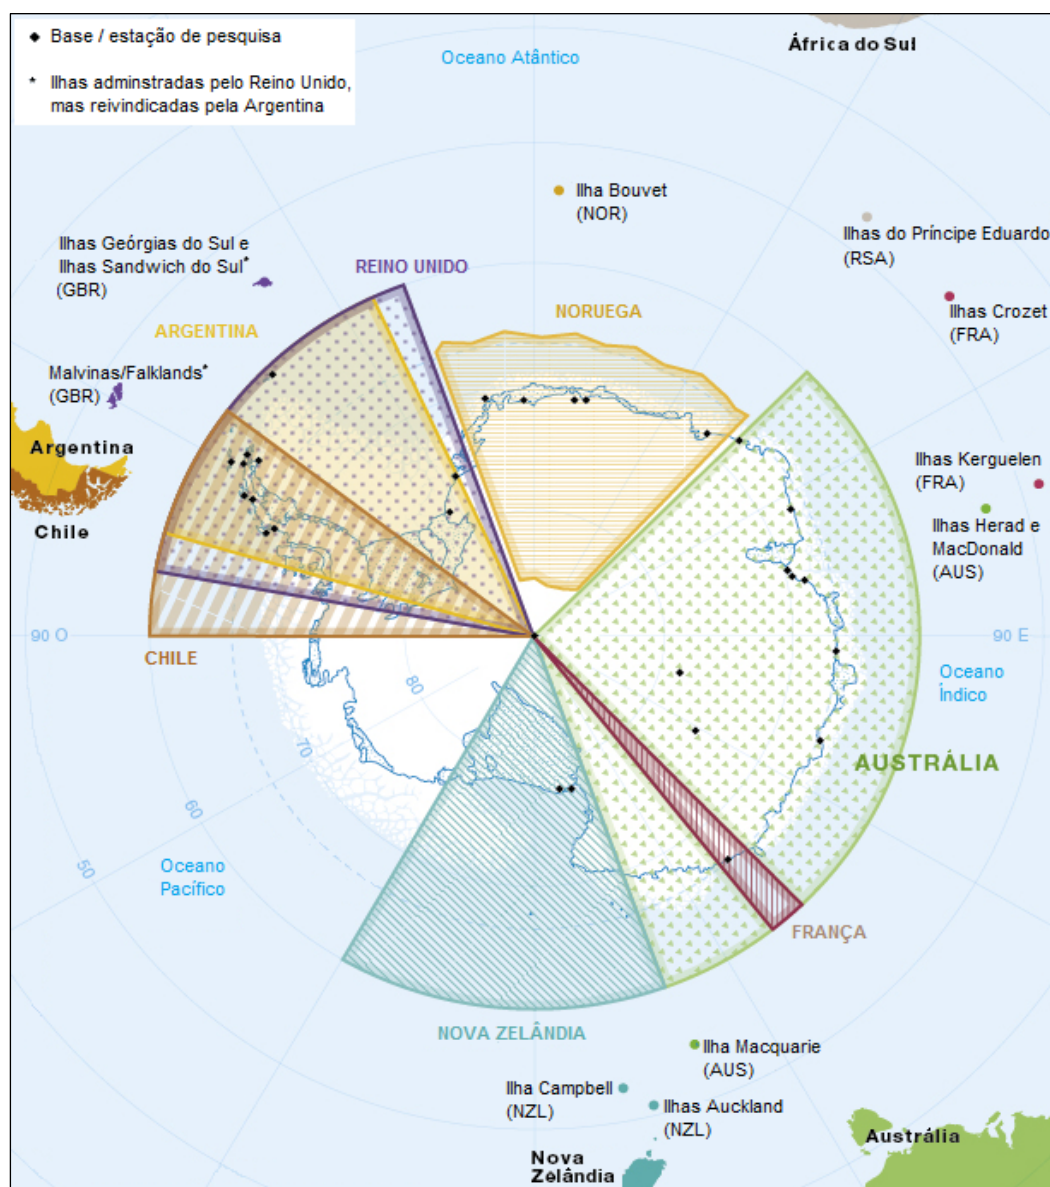 Base / estação de pesquisa
* Ilhas adminstradas pelo Reino Unido,
mas reivindicadas pela Argentina
Oceano Atântico
África do Sul
Ilha Bouvet
(NOR)
Ilhas do Príncipe Eduardo
(RSA)
Ilhas Geórgias do Sul e
Ilhas Sandwich do Sul*
(GBR)
REINO UNIDO
NORUEGA
Ilhas Crozet
(FRA)
ARGENTINA
Malvinas/Falklands*
(GBR)
Argentina
Chile
Ilhas Kerguelen
(FRA)
Ilhas Herad e
MacDonald
(AUS)
90 O
90 E
CHILE
Oceano
Índico
80
70
60
50
AUSTRÁLIA
Oceano
Pacífico
FRANÇA
NOVA ZELÂNDIA
Ilha Macquarie
(AUS)
Ilha Campbell
(NZL)
Ilhas Auckland
(NZL)
Austrália
Nova
Zelândia